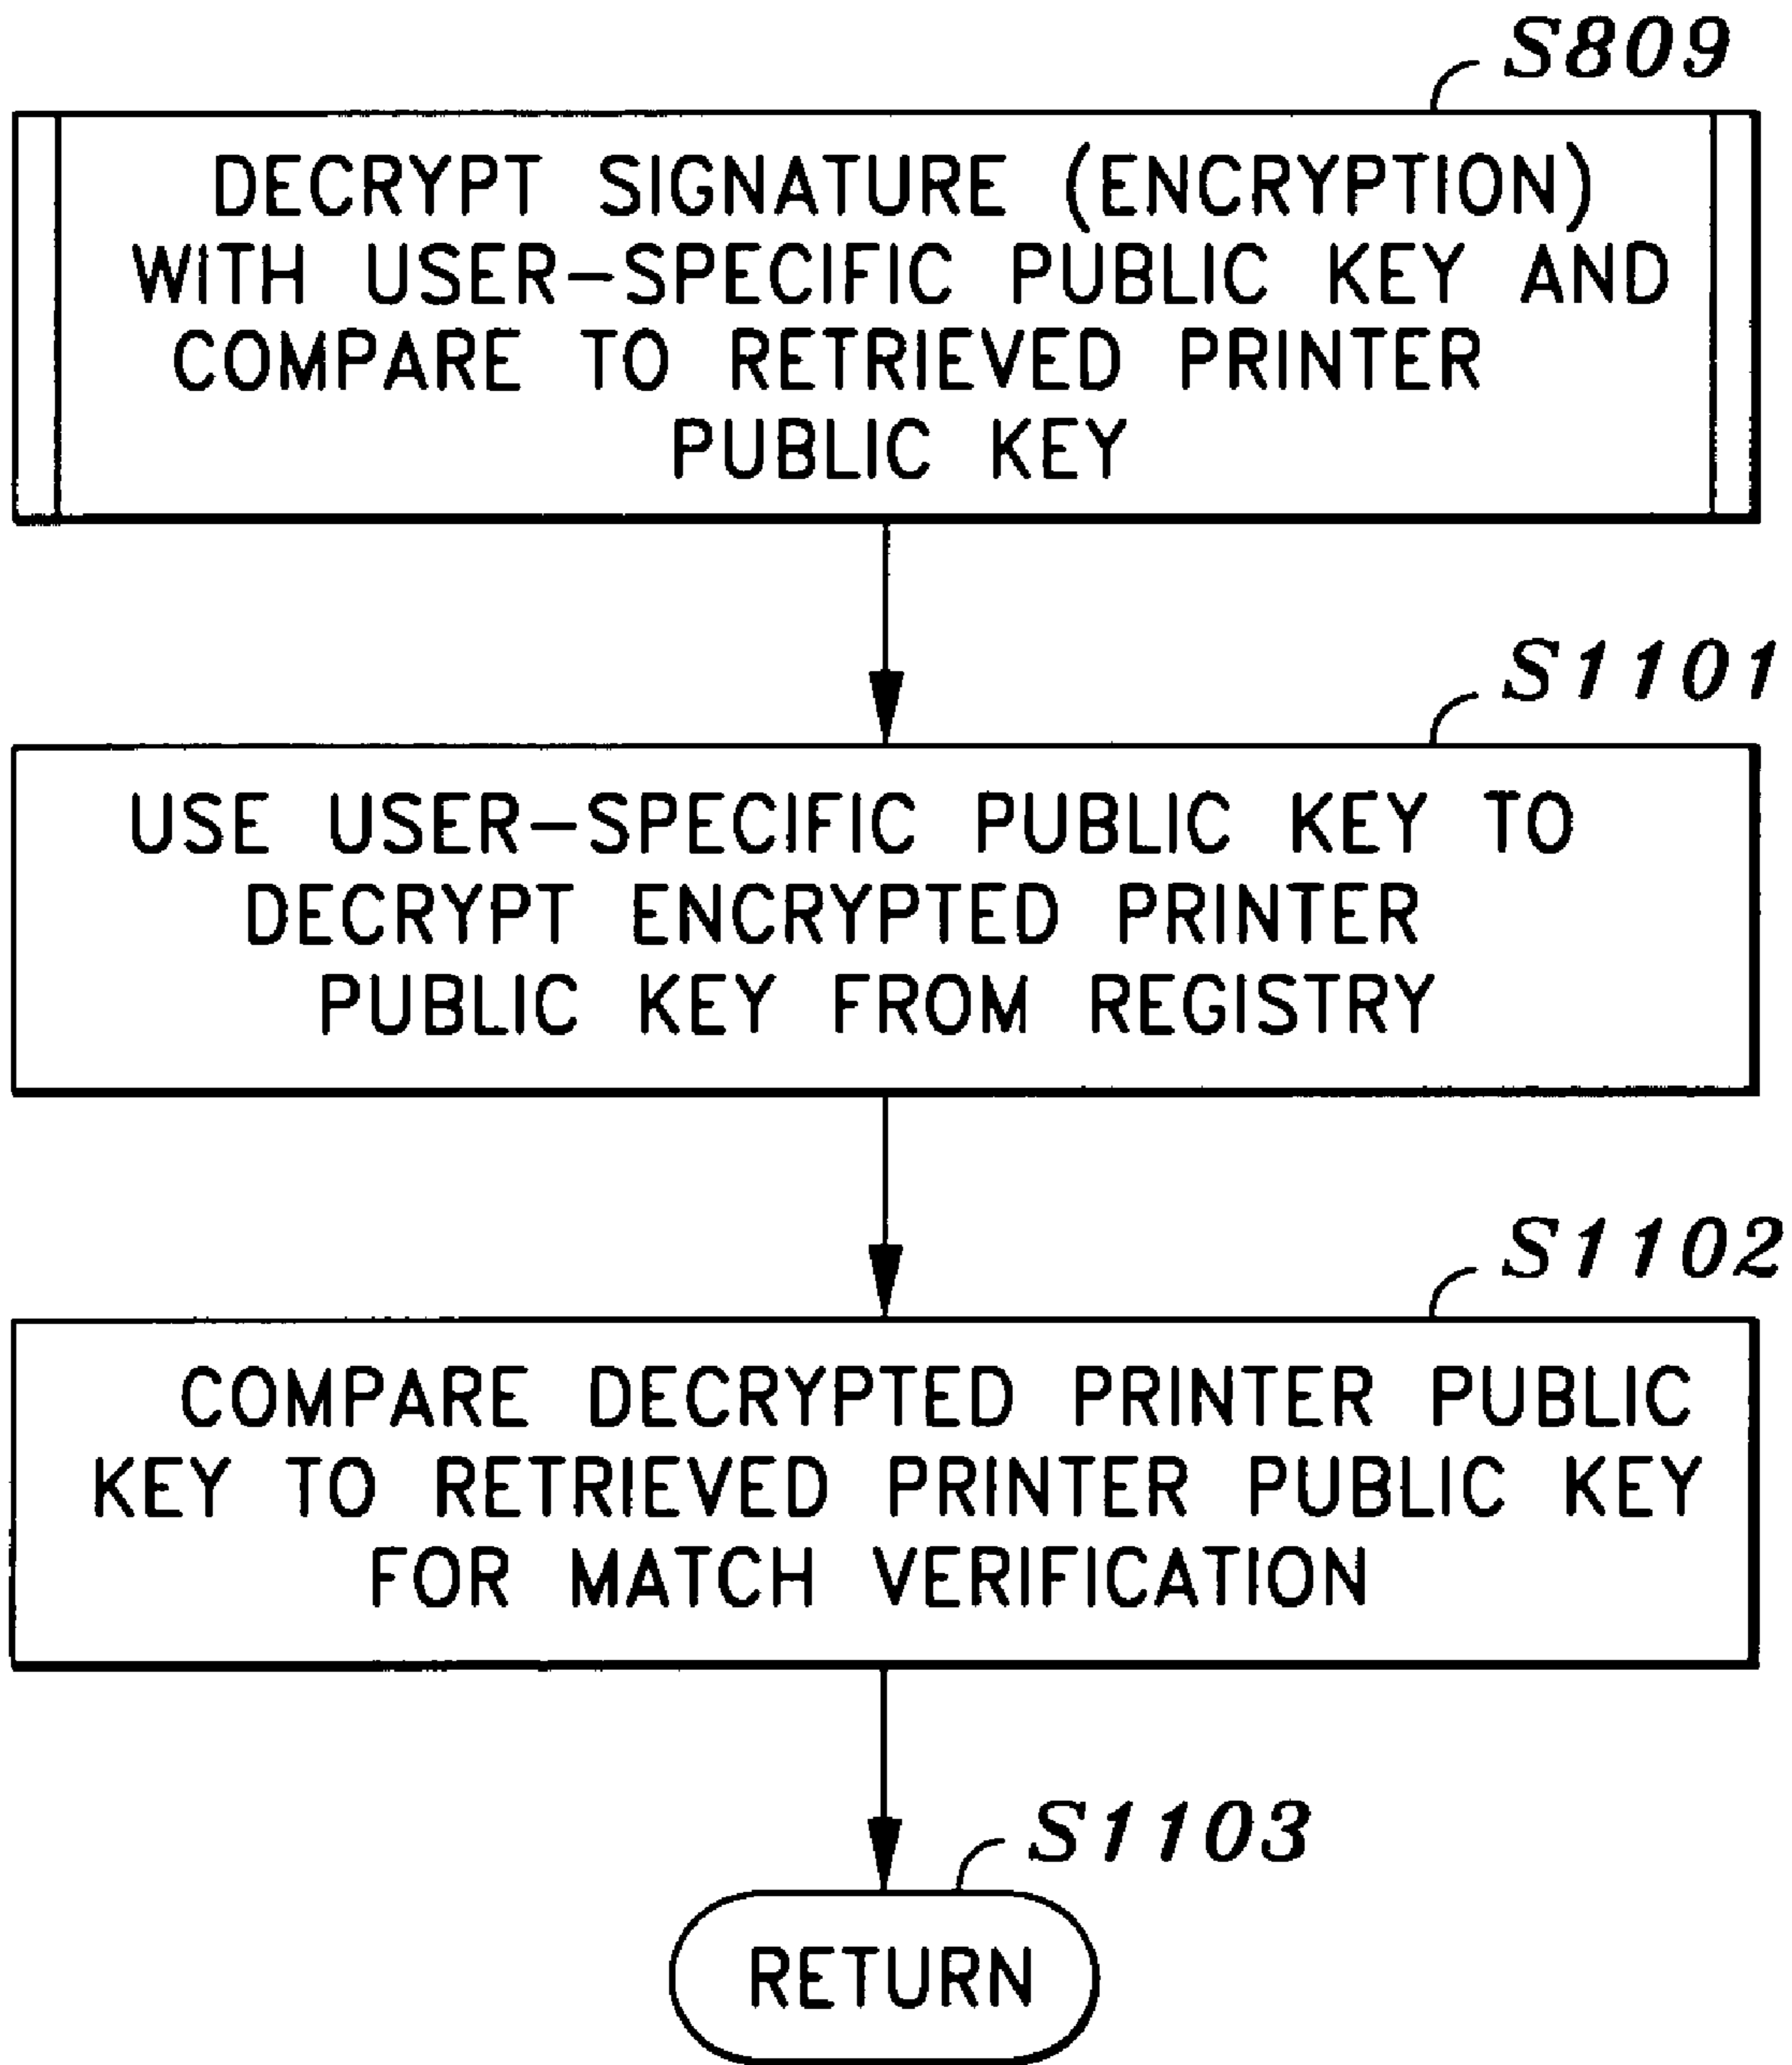 S809
DECRYPT SIGNATURE (ENCRYPTION)
WITH USER-SPECIFIC PUBLIC KEY AND
COMPARE TO RETRIEVED PRINTER
PUBLIC KEY
S1101
USE USER-SPECIFIC PUBLIC KEY TO
DECRYPT ENCRYPTED PRINTER
PUBLIC KEY FROM REGISTRY
S1102
COMPARE DECRYPTED PRINTER PUBLIC
KEY TO RETRIEVED PRINTER PUBLIC KEY
FOR MATCH VERIFICATION
S1103
RETURN